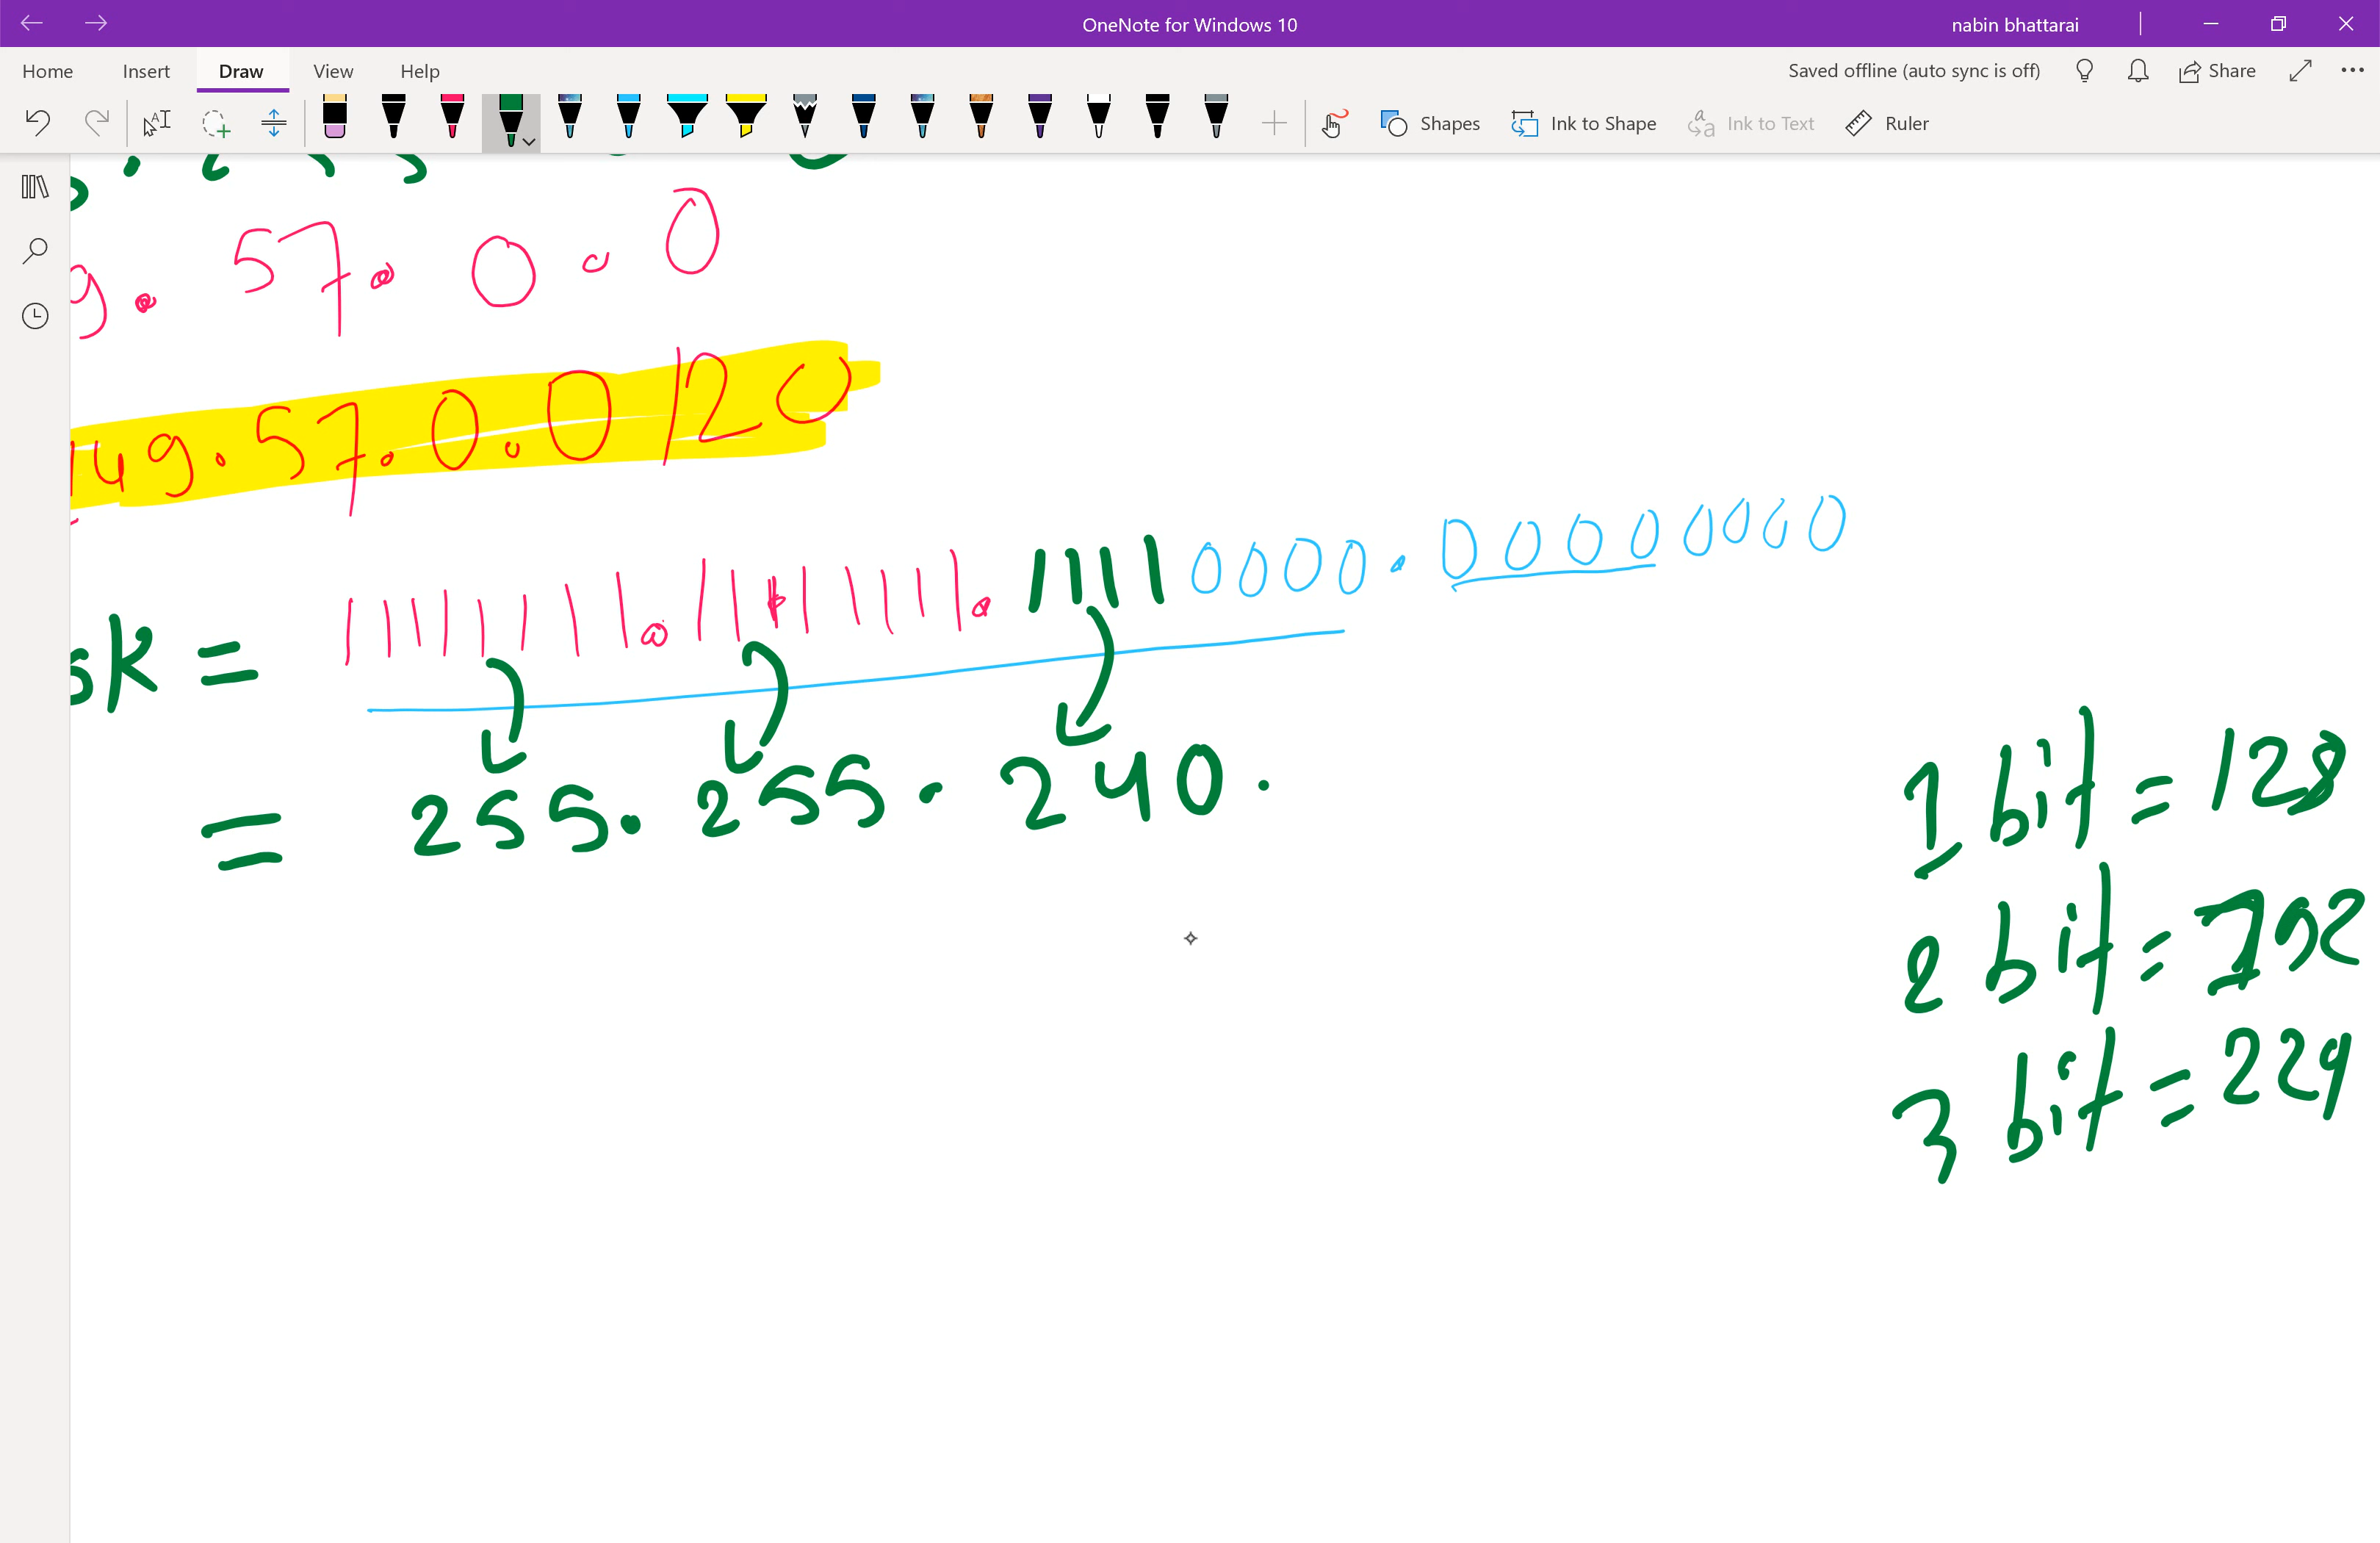 OneNote for Windows 10 nabin bhattarai
Home Insert Draw View Help Saved offline (auto sync is off) Share
Shapes Ink to Shape Ink to Text Ruler
9. 57. 0. 0
149.57.0.0/20
sk = 11111111.11111111.11110000.00000000
= 255.255.240.
1 bit = 128
2 bit = 192
3 bit = 224